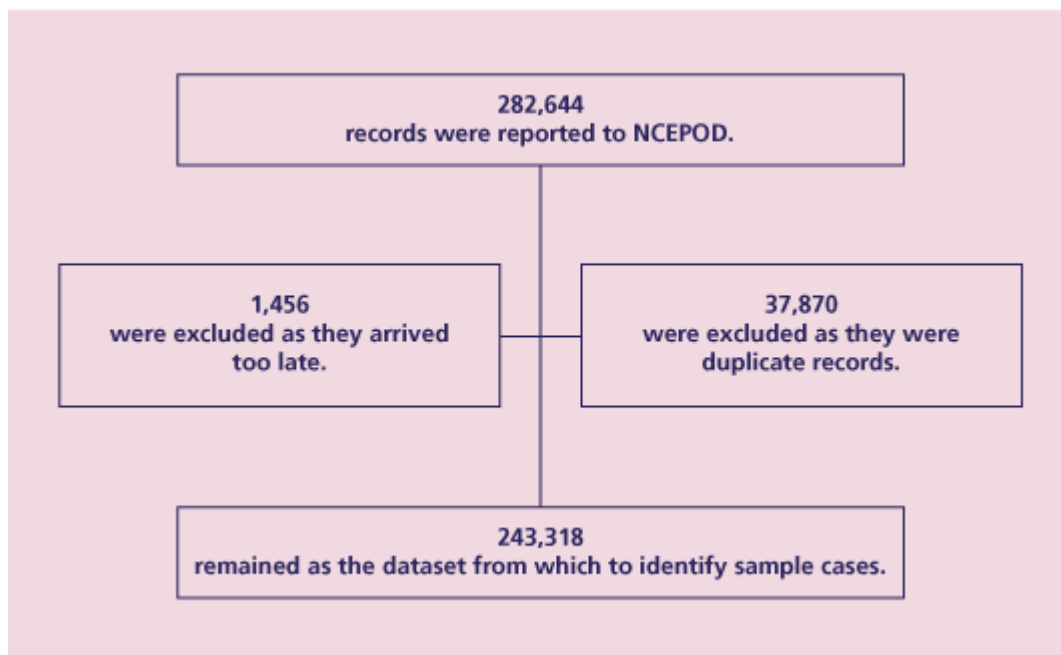 282,644
records were reported to NCEPOD.
1,456
were excluded as they arrived
too late.
37,870
were excluded as they were
duplicate records.
243,318
remained as the dataset from which to identify sample cases.